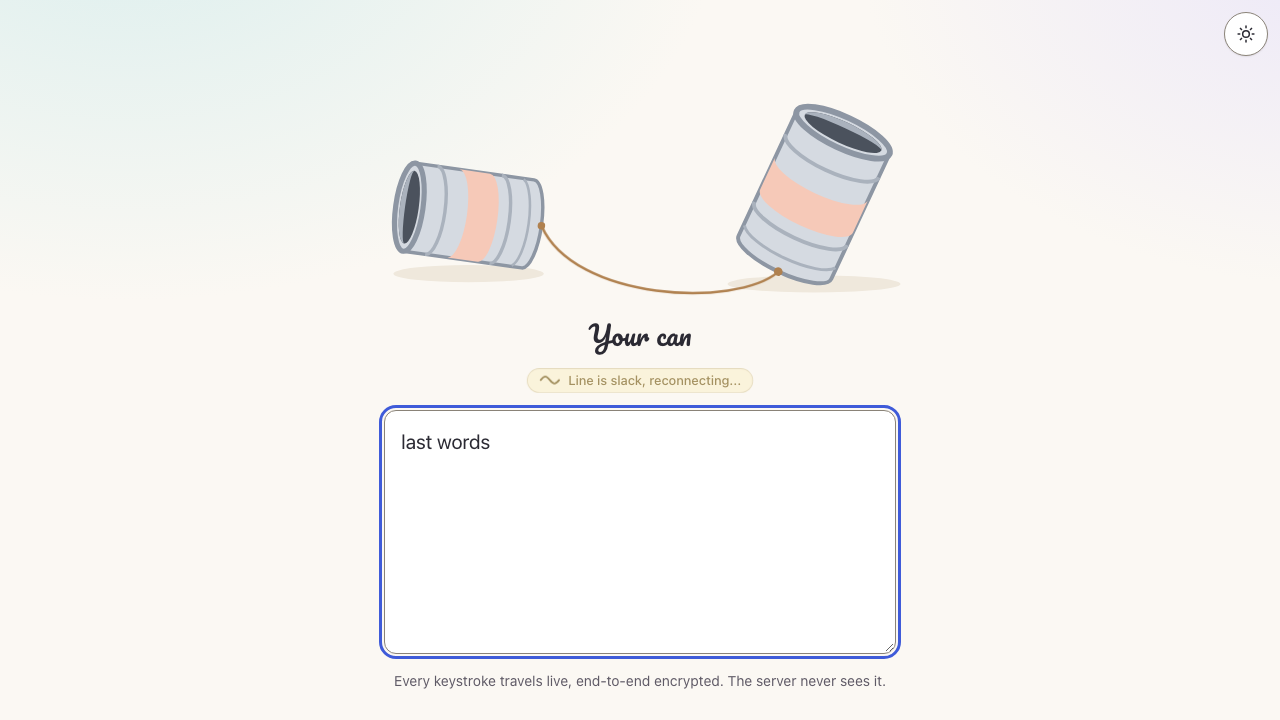 Your can
Line is slack, reconnecting...
last words
Every keystroke travels live, end-to-end encrypted. The server never sees it.